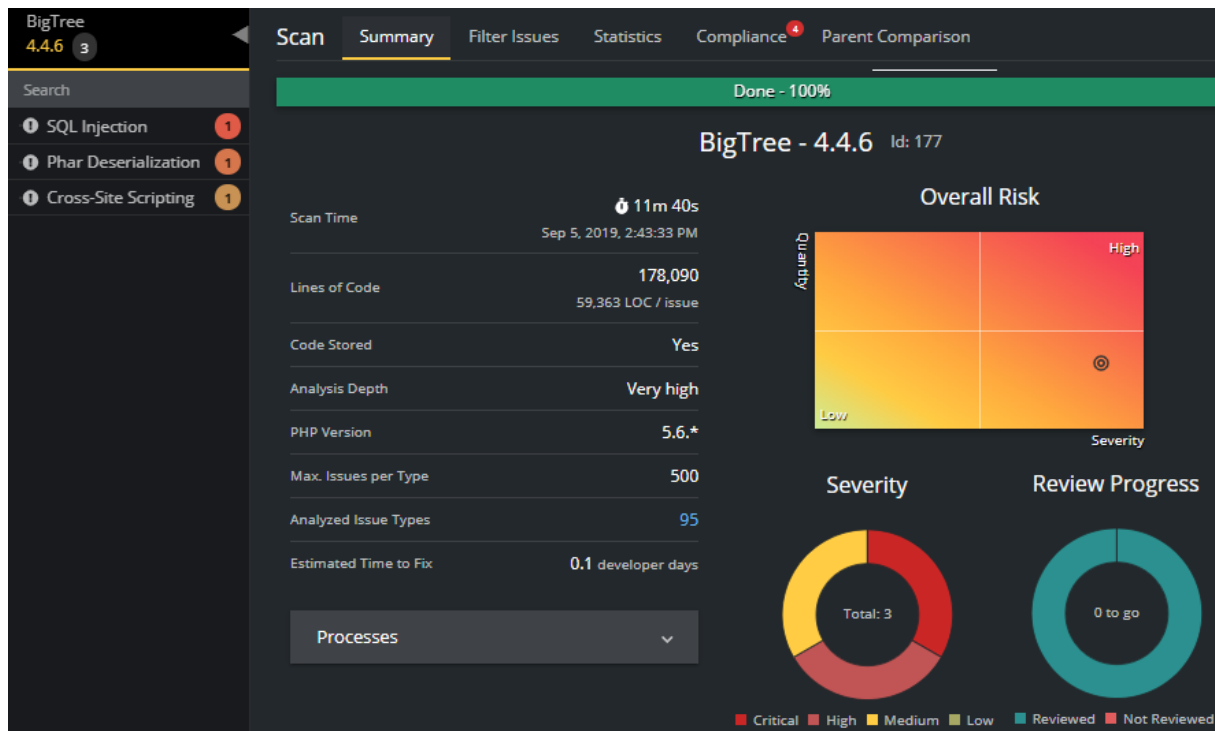 BigTree
4.4.6 3
Search
SQL Injection 1
Phar Deserialization 1
Cross-Site Scripting 1
Scan Summary Filter Issues Statistics Compliance 4 Parent Comparison
Done - 100%
BigTree - 4.4.6 Id: 177
Scan Time 11m 40s
Sep 5, 2019, 2:43:33 PM
Lines of Code 178,090
59,363 LOC / issue
Code Stored Yes
Analysis Depth Very high
PHP Version 5.6.*
Max. Issues per Type 500
Analyzed Issue Types 95
Estimated Time to Fix 0.1 developer days
Processes
Overall Risk
Quantity
High
Low
Severity
Severity
Total: 3
Critical High Medium Low
Review Progress
0 to go
Reviewed Not Reviewed